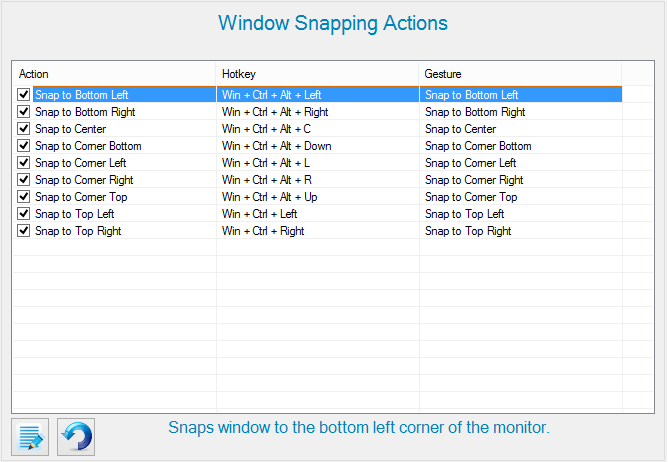 Window Snapping Actions
Action Hotkey Gesture
Snap to Bottom Left Win + Ctrl + Alt + Left Snap to Bottom Left
Snap to Bottom Right Win + Ctrl + Alt + Right Snap to Bottom Right
Snap to Center Win + Ctrl + Alt + C Snap to Center
Snap to Corner Bottom Win + Ctrl + Alt + Down Snap to Corner Bottom
Snap to Corner Left Win + Ctrl + Alt + L Snap to Corner Left
Snap to Corner Right Win + Ctrl + Alt + R Snap to Corner Right
Snap to Corner Top Win + Ctrl + Alt + Up Snap to Corner Top
Snap to Top Left Win + Ctrl + Left Snap to Top Left
Snap to Top Right Win + Ctrl + Right Snap to Top Right
Snaps window to the bottom left corner of the monitor.